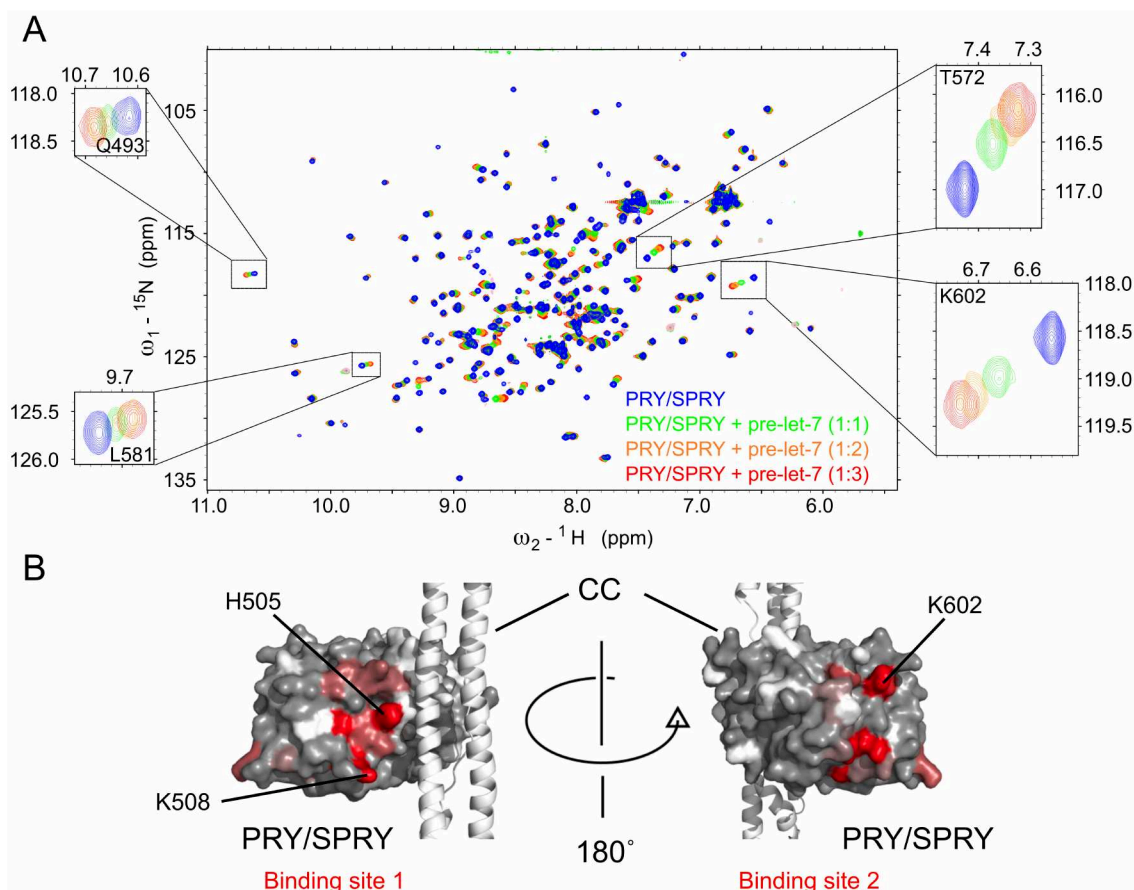 A
10.7 10.6
118.0
118.5
Q493
9.7
125.5
126.0
L581
105
115
125
135
ω1 - 15N (ppm)
11.0 10.0 9.0 8.0 7.0 6.0
ω2 - 1H (ppm)
PRY/SPRY
PRY/SPRY + pre-let-7 (1:1)
PRY/SPRY + pre-let-7 (1:2)
PRY/SPRY + pre-let-7 (1:3)
7.4 7.3
T572
116.0
116.5
117.0
6.7 6.6
K602
118.0
118.5
119.0
119.5
B
H505
K508
CC
K602
180°
PRY/SPRY
Binding site 1
PRY/SPRY
Binding site 2